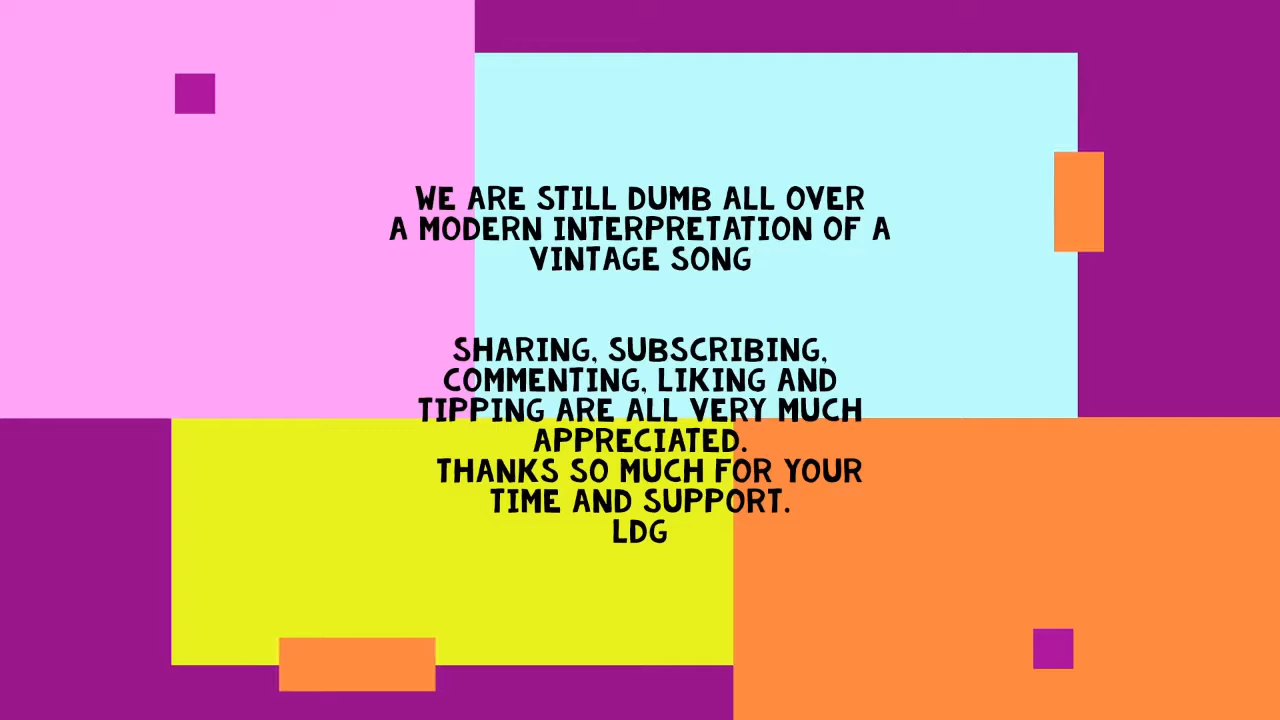 WE ARE STILL DUMB ALL OVER
A MODERN INTERPRETATION OF A
VINTAGE SONG
SHARING, SUBSCRIBING,
COMMENTING, LIKING AND
TIPPING ARE ALL VERY MUCH
APPRECIATED.
THANKS SO MUCH FOR YOUR
TIME AND SUPPORT.
LDG